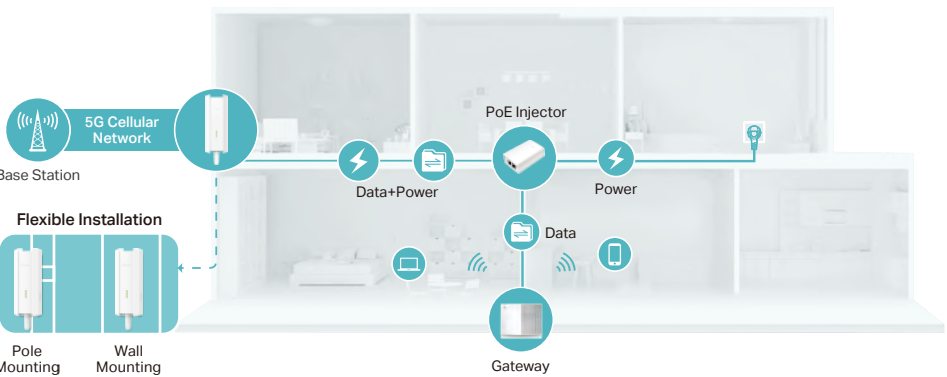 PoE Injector
5G Cellular
Network
Base Station
Data+Power
Power
Flexible Installation
Data
Pole
Mounting
Wall
Mounting
Gateway